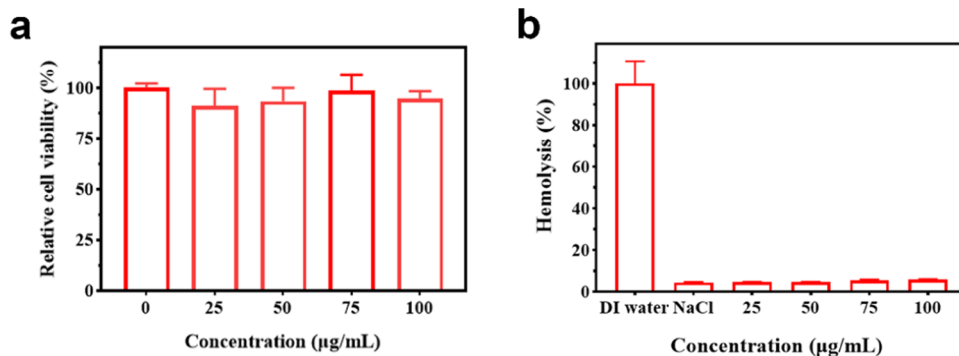 a
Relative cell viability (%)
100
75
50
25
0
0 25 50 75 100
Concentration (μg/mL)
b
Hemolysis (%)
100
80
60
40
20
0
DI water NaCl 25 50 75 100
Concentration (μg/mL)